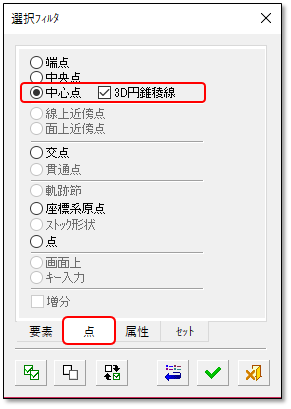 選択ﾌｨﾙﾀ
端点
中央点
中心点 3D円錐稜線
線上近傍点
面上近傍点
交点
貫通点
軌跡節
座標系原点
ｽﾄｯｸ形状
点
画面上
キー入力
増分
要素 点 属性 ｾｯﾄ